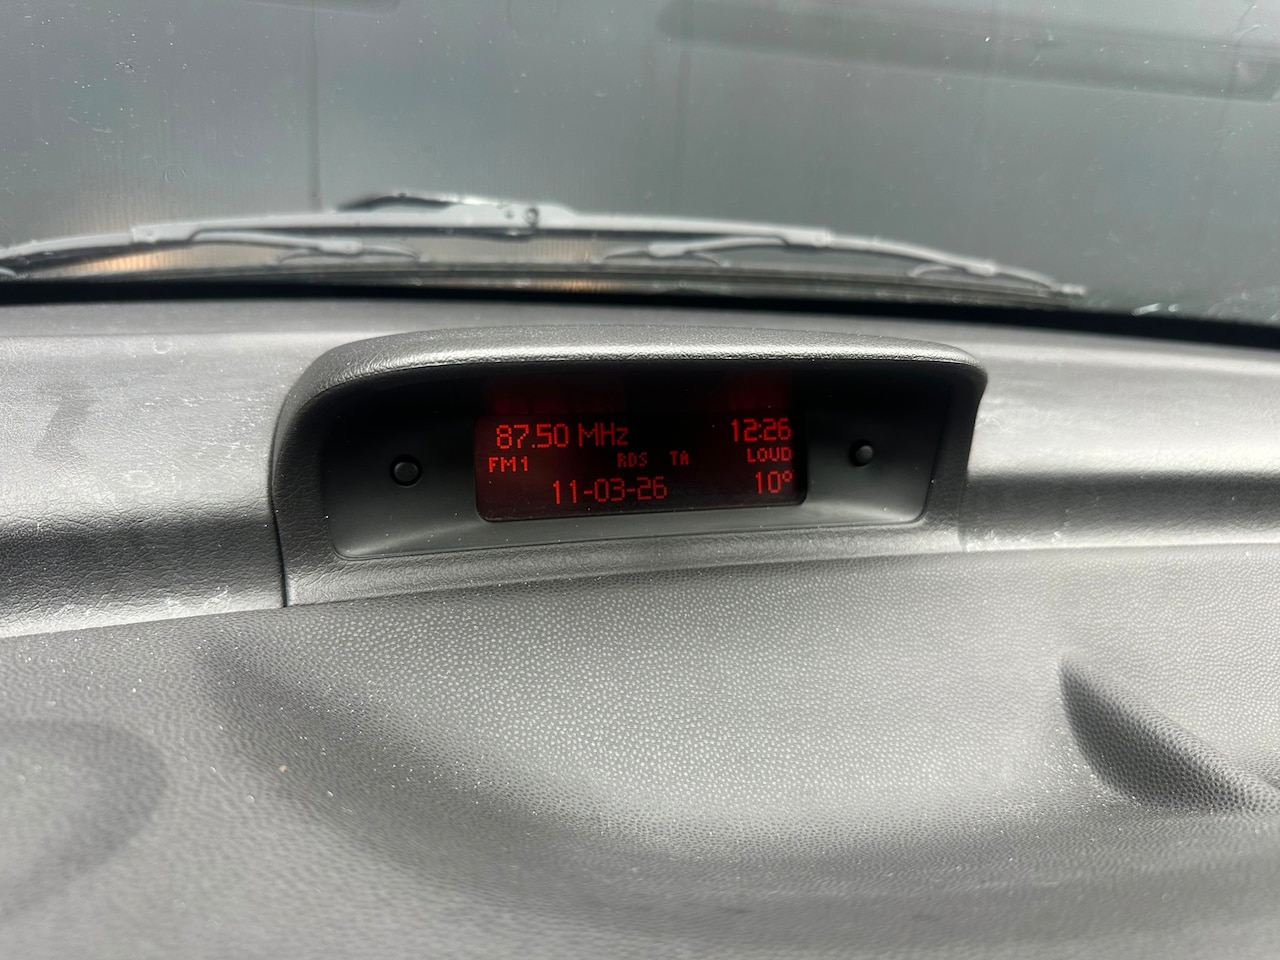 87.50 MHz 12:26
FM1 RDS TA LOUD
11-03-26 10°